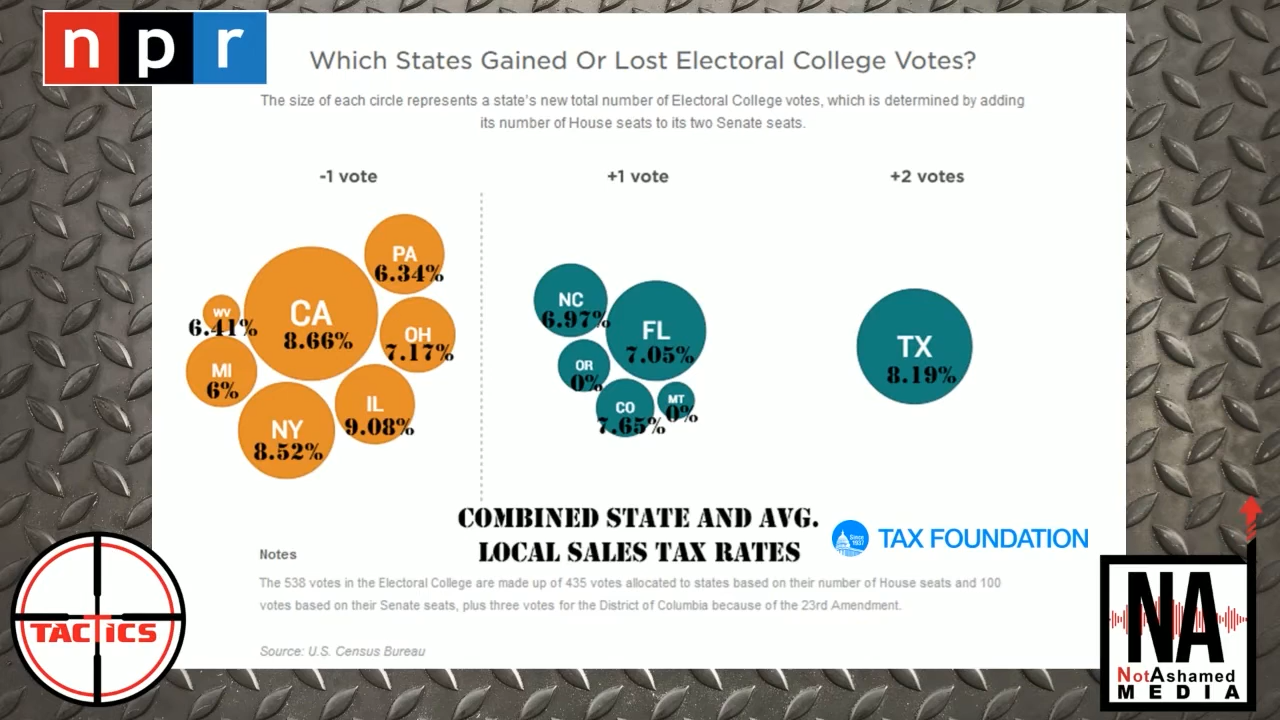 npr
Which States Gained Or Lost Electoral College Votes?
The size of each circle represents a state's new total number of Electoral College votes, which is determined by adding
its number of House seats to its two Senate seats.
-1 vote
+1 vote
+2 votes
PA
6.34%
WV
6.41%
CA
8.66%
OH
7.17%
MI
6%
IL
9.08%
NY
8.52%
NC
6.97%
FL
7.05%
OR
0%
CO
7.65%
MT
0%
TX
8.19%
COMBINED STATE AND AVG.
LOCAL SALES TAX RATES
Since
1937
TAX FOUNDATION
Notes
The 538 votes in the Electoral College are made up of 435 votes allocated to states based on their number of House seats and 100
votes based on their Senate seats, plus three votes for the District of Columbia because of the 23rd Amendment.
Source: U.S. Census Bureau
TACTICS
NA
NotAshamed
MEDIA